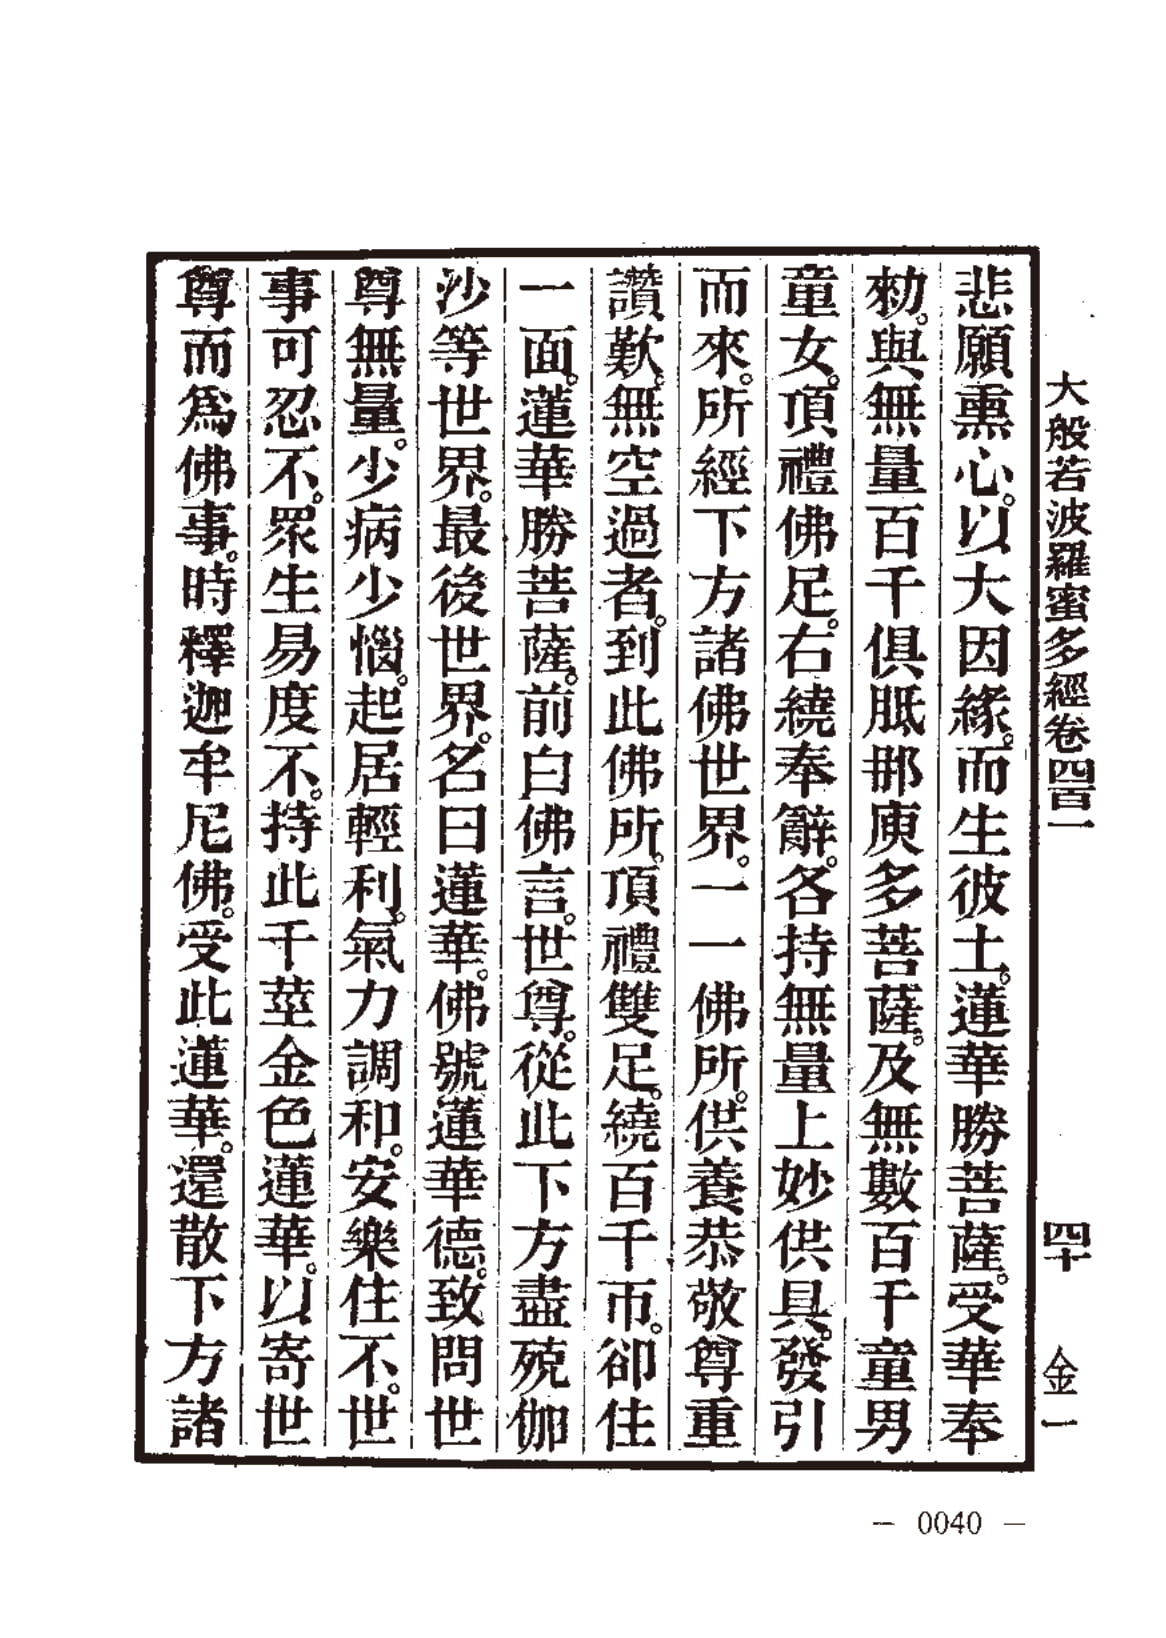 大般若波羅蜜多經卷四百一　四十　金一
悲願熏心。以大因緣。而生彼土。蓮華勝菩薩。受華奉
勑。與無量百千俱胝那庾多菩薩。及無數百千童男
童女。頂禮佛足。右繞奉辭。各持無量上妙供具。發引
而來。所經下方諸佛世界。一一佛所。供養恭敬尊重
讚歎。無空過者。到此佛所。頂禮雙足。繞百千帀。卻住
一面。蓮華勝菩薩。前白佛言。世尊。從此下方盡殑伽
沙等世界。最後世界。名曰蓮華。佛號蓮華德。致問世
尊無量。少病少惱。起居輕利。氣力調和。安樂住不。世
事可忍不。眾生易度不。持此千莖金色蓮華。以寄世
尊而爲佛事。時釋迦牟尼佛。受此蓮華。還散下方諸
— 0040 —